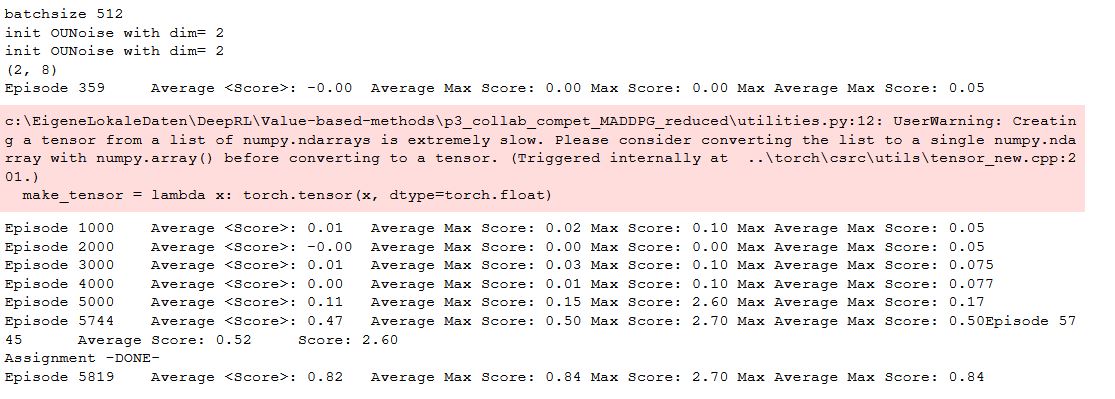 batchsize 512
init OUNoise with dim= 2
init OUNoise with dim= 2
(2, 8)
Episode 359     Average <Score>: -0.00  Average Max Score: 0.00 Max Score: 0.00 Max Average Max Score: 0.05
c:\EigeneLokaleDaten\DeepRL\Value-based-methods\p3_collab_compet_MADDPG_reduced\utilities.py:12: UserWarning: Creatin
g a tensor from a list of numpy.ndarrays is extremely slow. Please consider converting the list to a single numpy.nda
rray with numpy.array() before converting to a tensor. (Triggered internally at  ..\torch\csrc\utils\tensor_new.cpp:2
01.)
  make_tensor = lambda x: torch.tensor(x, dtype=torch.float)
Episode 1000    Average <Score>: 0.01   Average Max Score: 0.02 Max Score: 0.10 Max Average Max Score: 0.05
Episode 2000    Average <Score>: -0.00  Average Max Score: 0.00 Max Score: 0.00 Max Average Max Score: 0.05
Episode 3000    Average <Score>: 0.01   Average Max Score: 0.03 Max Score: 0.10 Max Average Max Score: 0.075
Episode 4000    Average <Score>: 0.00   Average Max Score: 0.01 Max Score: 0.10 Max Average Max Score: 0.077
Episode 5000    Average <Score>: 0.11   Average Max Score: 0.15 Max Score: 2.60 Max Average Max Score: 0.17
Episode 5744    Average <Score>: 0.47   Average Max Score: 0.50 Max Score: 2.70 Max Average Max Score: 0.50Episode 57
45      Average Score: 0.52     Score: 2.60
Assignment -DONE-
Episode 5819    Average <Score>: 0.82   Average Max Score: 0.84 Max Score: 2.70 Max Average Max Score: 0.84